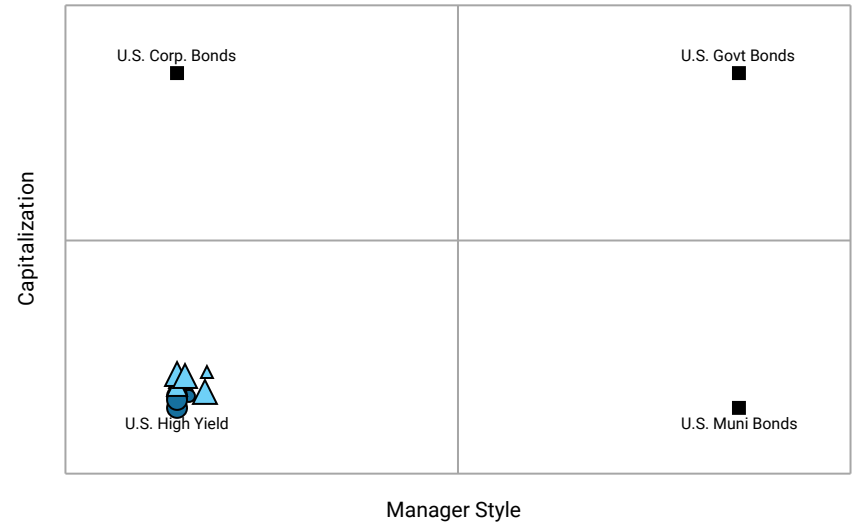 U.S. Corp. Bonds
U.S. Govt Bonds
Capitalization
U.S. High Yield
U.S. Muni Bonds
Manager Style